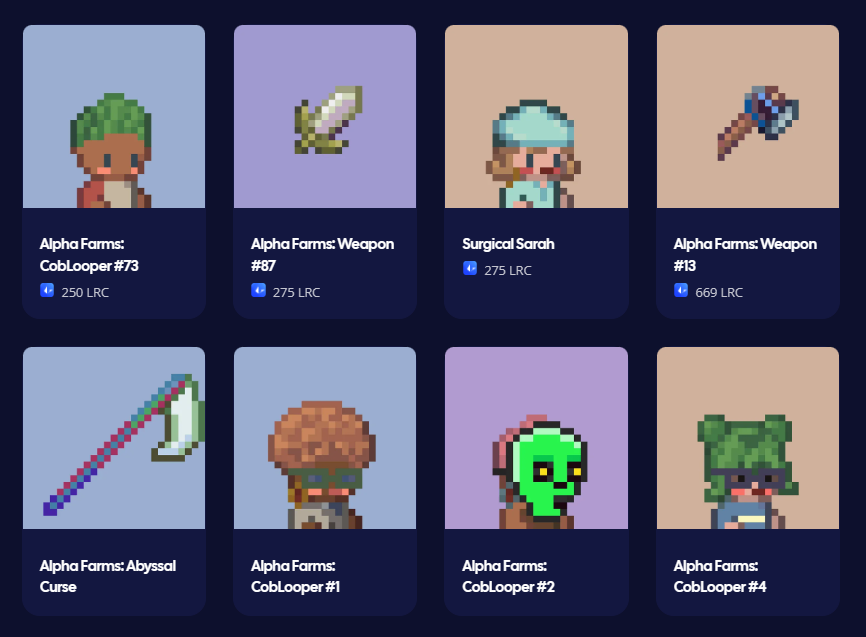 Alpha Farms:
CobLooper #73
250 LRC
Alpha Farms: Weapon
#87
275 LRC
Surgical Sarah
275 LRC
Alpha Farms: Weapon
#13
669 LRC
Alpha Farms: Abyssal
Curse
Alpha Farms:
CobLooper #1
Alpha Farms:
CobLooper #2
Alpha Farms:
CobLooper #4